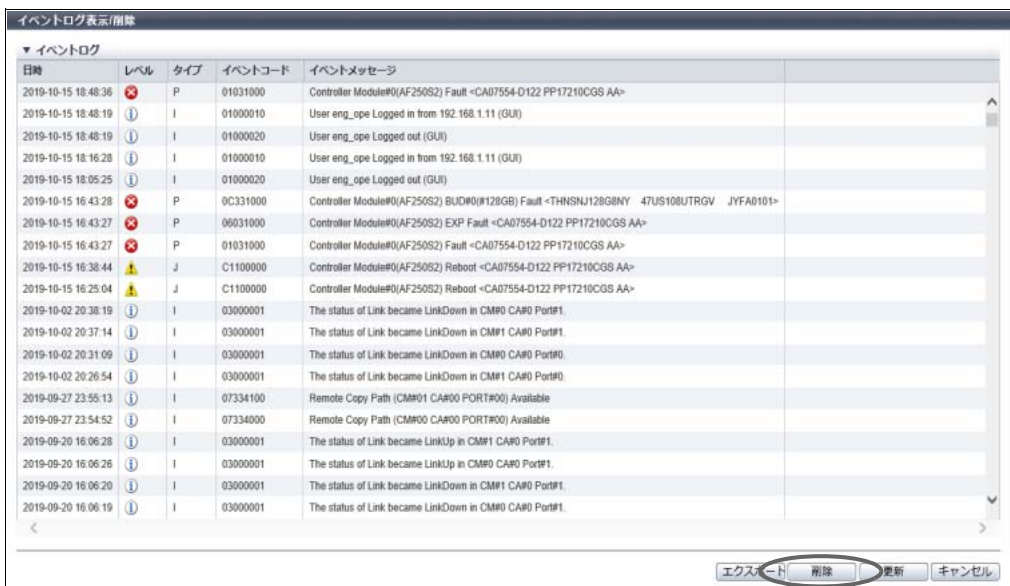 イベントログ表示/削除
▼ イベントログ
日時 レベル タイプ イベントコード イベントメッセージ
2019-10-15 18:48:36 P 01031000 Controller Module#0(AF250S2) Fault <CA07554-D122 PP17210CGS AA>
2019-10-15 18:48:19 I 01000010 User eng_ope Logged in from 192.168.1.11 (GUI)
2019-10-15 18:48:19 I 01000020 User eng_ope Logged out (GUI)
2019-10-15 18:16:28 I 01000010 User eng_ope Logged in from 192.168.1.11 (GUI)
2019-10-15 18:05:25 I 01000020 User eng_ope Logged out (GUI)
2019-10-15 16:43:28 P 0C331000 Controller Module#0(AF250S2) BUD#0(#128GB) Fault <THNSNJ128G8NY 47US108UTRGV JYFA0101>
2019-10-15 16:43:27 P 06031000 Controller Module#0(AF250S2) EXP Fault <CA07554-D122 PP17210CGS AA>
2019-10-15 16:43:27 P 01031000 Controller Module#0(AF250S2) Fault <CA07554-D122 PP17210CGS AA>
2019-10-15 16:38:44 J C1100000 Controller Module#0(AF250S2) Reboot <CA07554-D122 PP17210CGS AA>
2019-10-15 16:25:04 J C1100000 Controller Module#0(AF250S2) Reboot <CA07554-D122 PP17210CGS AA>
2019-10-02 20:38:19 I 03000001 The status of Link became LinkDown in CM#0 CA#0 Port#1.
2019-10-02 20:37:14 I 03000001 The status of Link became LinkDown in CM#1 CA#0 Port#1.
2019-10-02 20:31:09 I 03000001 The status of Link became LinkDown in CM#0 CA#0 Port#0.
2019-10-02 20:26:54 I 03000001 The status of Link became LinkDown in CM#1 CA#0 Port#0.
2019-09-27 23:55:13 I 07334100 Remote Copy Path (CM#01 CA#00 PORT#00) Available
2019-09-27 23:54:52 I 07334000 Remote Copy Path (CM#00 CA#00 PORT#00) Available
2019-09-20 16:06:28 I 03000001 The status of Link became LinkUp in CM#1 CA#0 Port#1.
2019-09-20 16:06:26 I 03000001 The status of Link became LinkUp in CM#0 CA#0 Port#1.
2019-09-20 16:06:20 I 03000001 The status of Link became LinkDown in CM#1 CA#0 Port#1.
2019-09-20 16:06:19 I 03000001 The status of Link became LinkDown in CM#0 CA#0 Port#1.
エクスポート 削除 更新 キャンセル